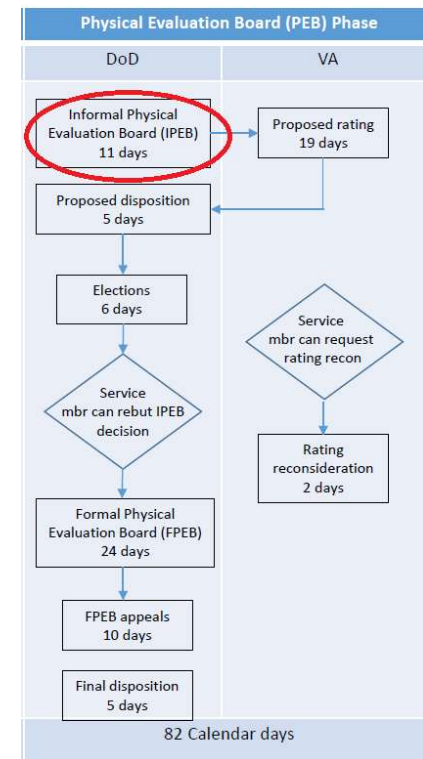 Physical Evaluation Board (PEB) Phase
DoD
VA
Informal Physical
Evaluation Board (IPEB)
11 days
Proposed rating
19 days
Proposed disposition
5 days
Elections
6 days
Service
mbr can request
rating recon
Service
mbr can rebut IPEB
decision
Rating
reconsideration
2 days
Formal Physical
Evaluation Board (FPEB)
24 days
FPEB appeals
10 days
Final disposition
5 days
82 Calendar days